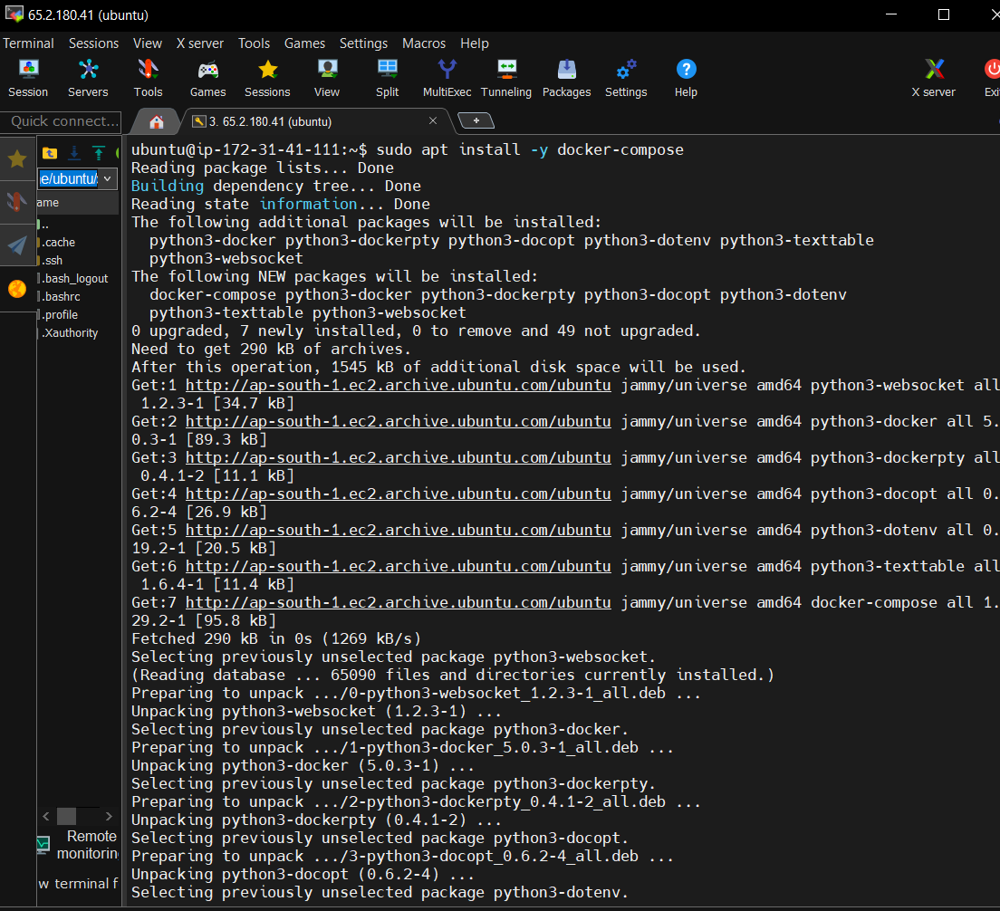 65.2.180.41 (ubuntu)
Terminal Sessions View X server Tools Games Settings Macros Help
Session Servers Tools Games Sessions View Split MultiExec Tunneling Packages Settings Help X server Exi
Quick connect...
3. 65.2.180.41 (ubuntu)
e/ubuntu/
ame
..
.cache
.ssh
.bash_logout
.bashrc
.profile
.Xauthority
Remote
monitorin
w terminal f
ubuntu@ip-172-31-41-111:~$ sudo apt install -y docker-compose
Reading package lists... Done
Building dependency tree... Done
Reading state information... Done
The following additional packages will be installed:
  python3-docker python3-dockerpty python3-docopt python3-dotenv python3-texttable
  python3-websocket
The following NEW packages will be installed:
  docker-compose python3-docker python3-dockerpty python3-docopt python3-dotenv
  python3-texttable python3-websocket
0 upgraded, 7 newly installed, 0 to remove and 49 not upgraded.
Need to get 290 kB of archives.
After this operation, 1545 kB of additional disk space will be used.
Get:1 http://ap-south-1.ec2.archive.ubuntu.com/ubuntu jammy/universe amd64 python3-websocket all
 1.2.3-1 [34.7 kB]
Get:2 http://ap-south-1.ec2.archive.ubuntu.com/ubuntu jammy/universe amd64 python3-docker all 5.
0.3-1 [89.3 kB]
Get:3 http://ap-south-1.ec2.archive.ubuntu.com/ubuntu jammy/universe amd64 python3-dockerpty all
 0.4.1-2 [11.1 kB]
Get:4 http://ap-south-1.ec2.archive.ubuntu.com/ubuntu jammy/universe amd64 python3-docopt all 0.
6.2-4 [26.9 kB]
Get:5 http://ap-south-1.ec2.archive.ubuntu.com/ubuntu jammy/universe amd64 python3-dotenv all 0.
19.2-1 [20.5 kB]
Get:6 http://ap-south-1.ec2.archive.ubuntu.com/ubuntu jammy/universe amd64 python3-texttable all
 1.6.4-1 [11.4 kB]
Get:7 http://ap-south-1.ec2.archive.ubuntu.com/ubuntu jammy/universe amd64 docker-compose all 1.
29.2-1 [95.8 kB]
Fetched 290 kB in 0s (1269 kB/s)
Selecting previously unselected package python3-websocket.
(Reading database ... 65090 files and directories currently installed.)
Preparing to unpack .../0-python3-websocket_1.2.3-1_all.deb ...
Unpacking python3-websocket (1.2.3-1) ...
Selecting previously unselected package python3-docker.
Preparing to unpack .../1-python3-docker_5.0.3-1_all.deb ...
Unpacking python3-docker (5.0.3-1) ...
Selecting previously unselected package python3-dockerpty.
Preparing to unpack .../2-python3-dockerpty_0.4.1-2_all.deb ...
Unpacking python3-dockerpty (0.4.1-2) ...
Selecting previously unselected package python3-docopt.
Preparing to unpack .../3-python3-docopt_0.6.2-4_all.deb ...
Unpacking python3-docopt (0.6.2-4) ...
Selecting previously unselected package python3-dotenv.